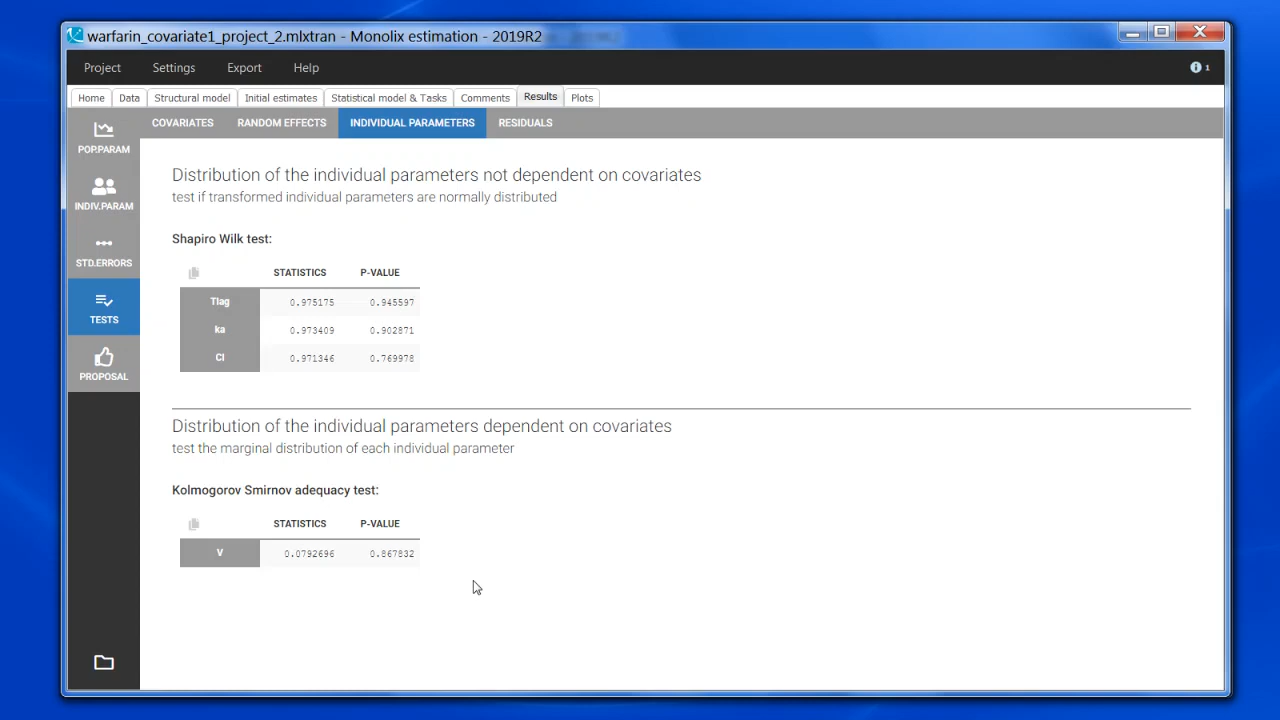 warfarin_covariate1_project_2.mlxtran - Monolix estimation - 2019R2
Project Settings Export Help 1
Home Data Structural model Initial estimates Statistical model & Tasks Comments Results Plots
COVARIATES RANDOM EFFECTS INDIVIDUAL PARAMETERS RESIDUALS
POP.PARAM
INDIV.PARAM
STD.ERRORS
TESTS
PROPOSAL
Distribution of the individual parameters not dependent on covariates
test if transformed individual parameters are normally distributed
Shapiro Wilk test:
STATISTICS P-VALUE
Tlag 0.975175 0.945597
ka 0.973409 0.902871
Cl 0.971346 0.769978
Distribution of the individual parameters dependent on covariates
test the marginal distribution of each individual parameter
Kolmogorov Smirnov adequacy test:
STATISTICS P-VALUE
V 0.0792696 0.867832